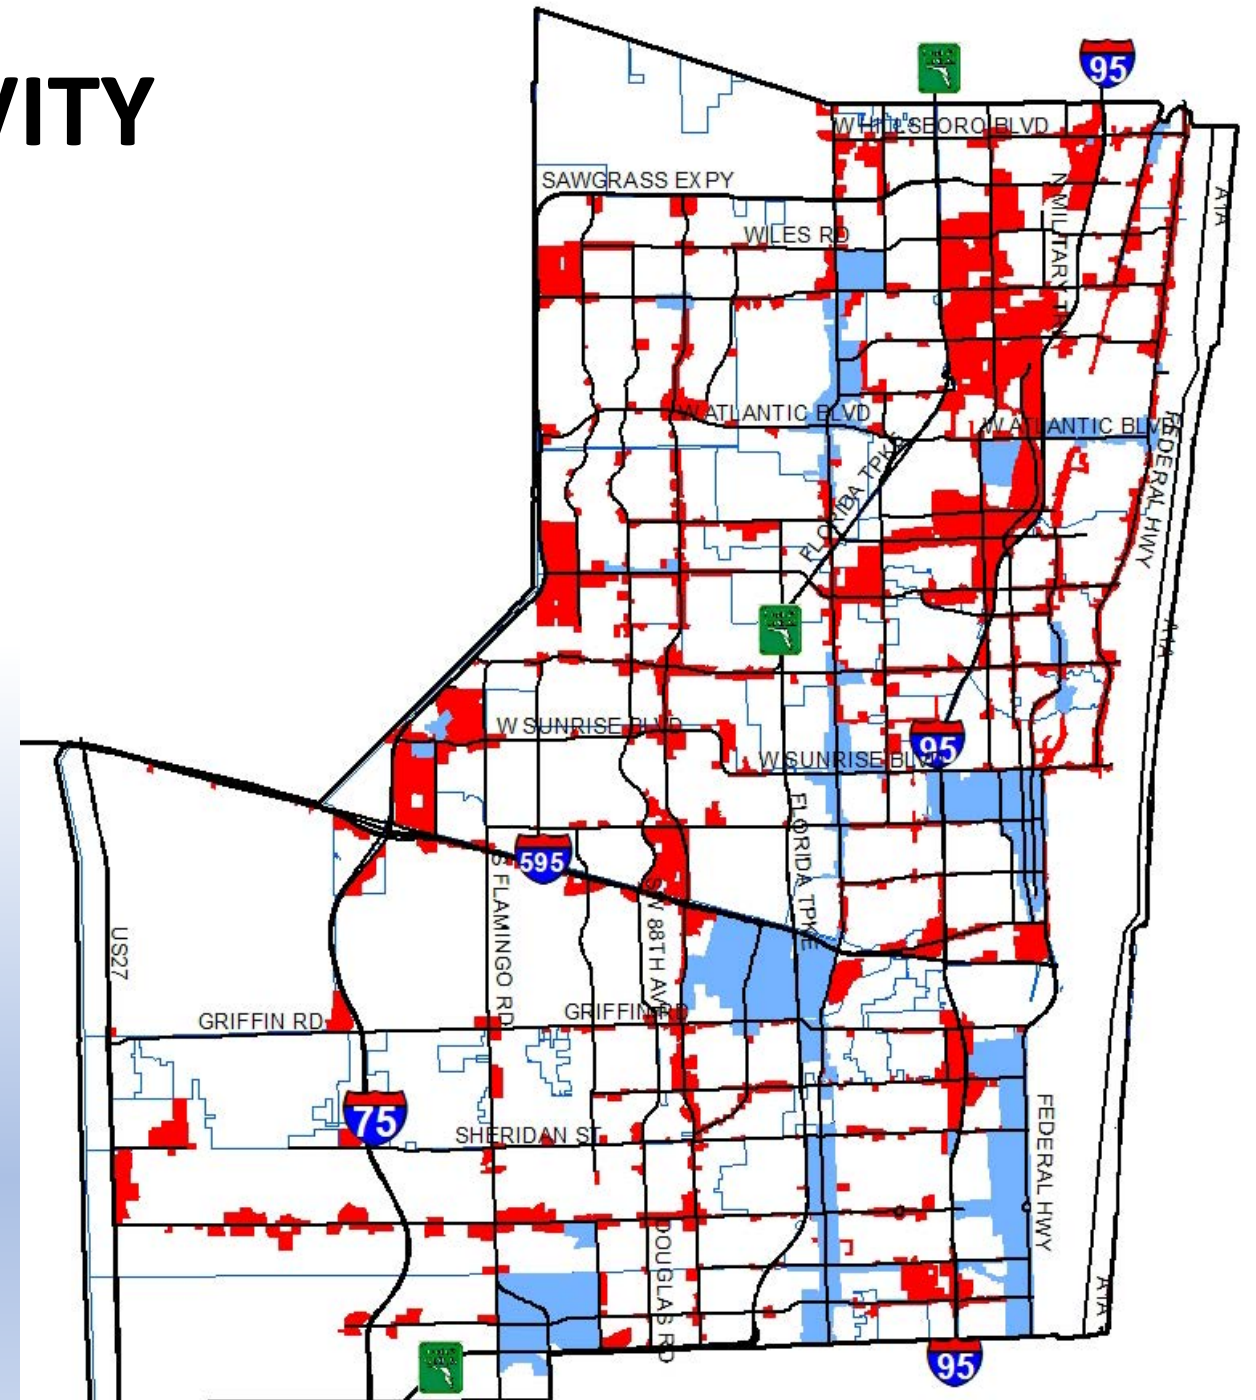 VITY
95
W HILLSBORO BLVD
SAWGRASS EXPY
A1A
N MILITARY TRL
WILES RD
W ATLANTIC BLVD
W ATLANTIC BLVD
FEDERAL HWY
FLORIDA TPKE
A1A
W SUNRISE BLVD
95
W SUNRISE BLVD
FLORIDA TPKE
595
S FLAMINGO RD
SW 88TH AVE
US27
GRIFFIN RD
GRIFFIN RD
75
SHERIDAN ST
FEDERAL HWY
DOUGLAS RD
A1A
95